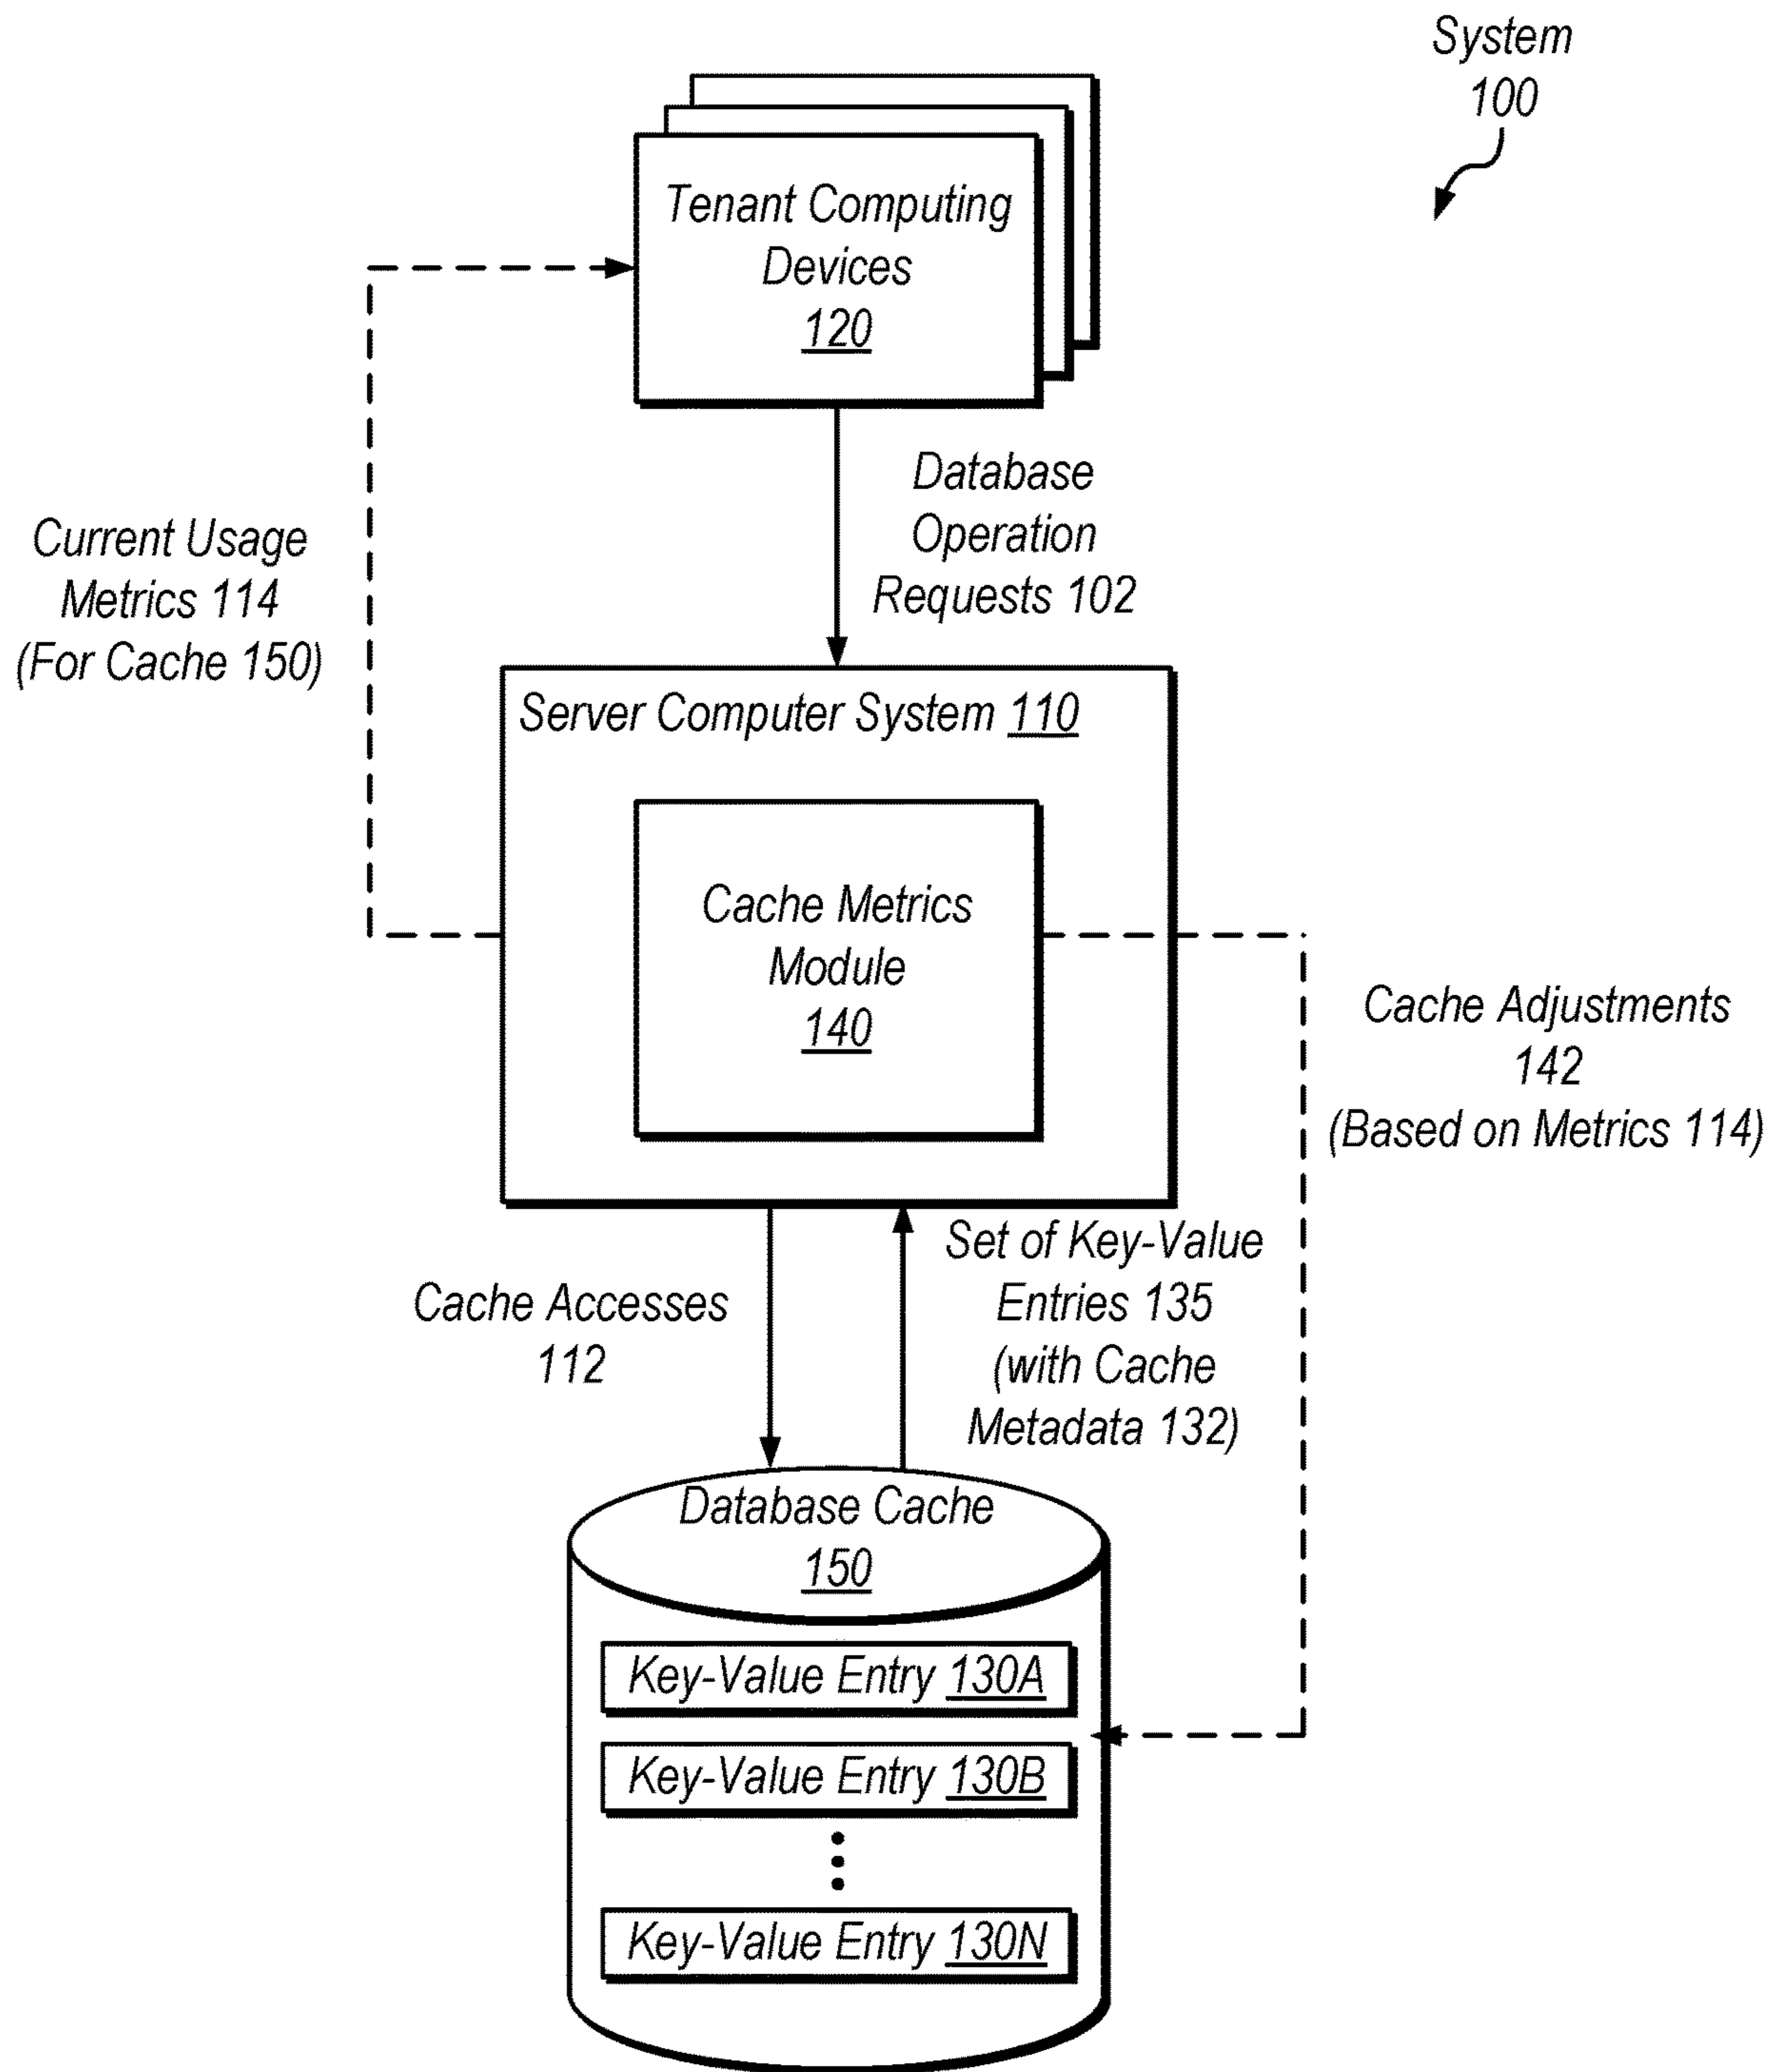 System
100
Tenant Computing
Devices
120
Database
Operation
Requests 102
Current Usage
Metrics 114
(For Cache 150)
Server Computer System 110
Cache Metrics
Module
140
Cache Adjustments
142
(Based on Metrics 114)
Cache Accesses
112
Set of Key-Value
Entries 135
(with Cache
Metadata 132)
Database Cache
150
Key-Value Entry 130A
Key-Value Entry 130B
Key-Value Entry 130N